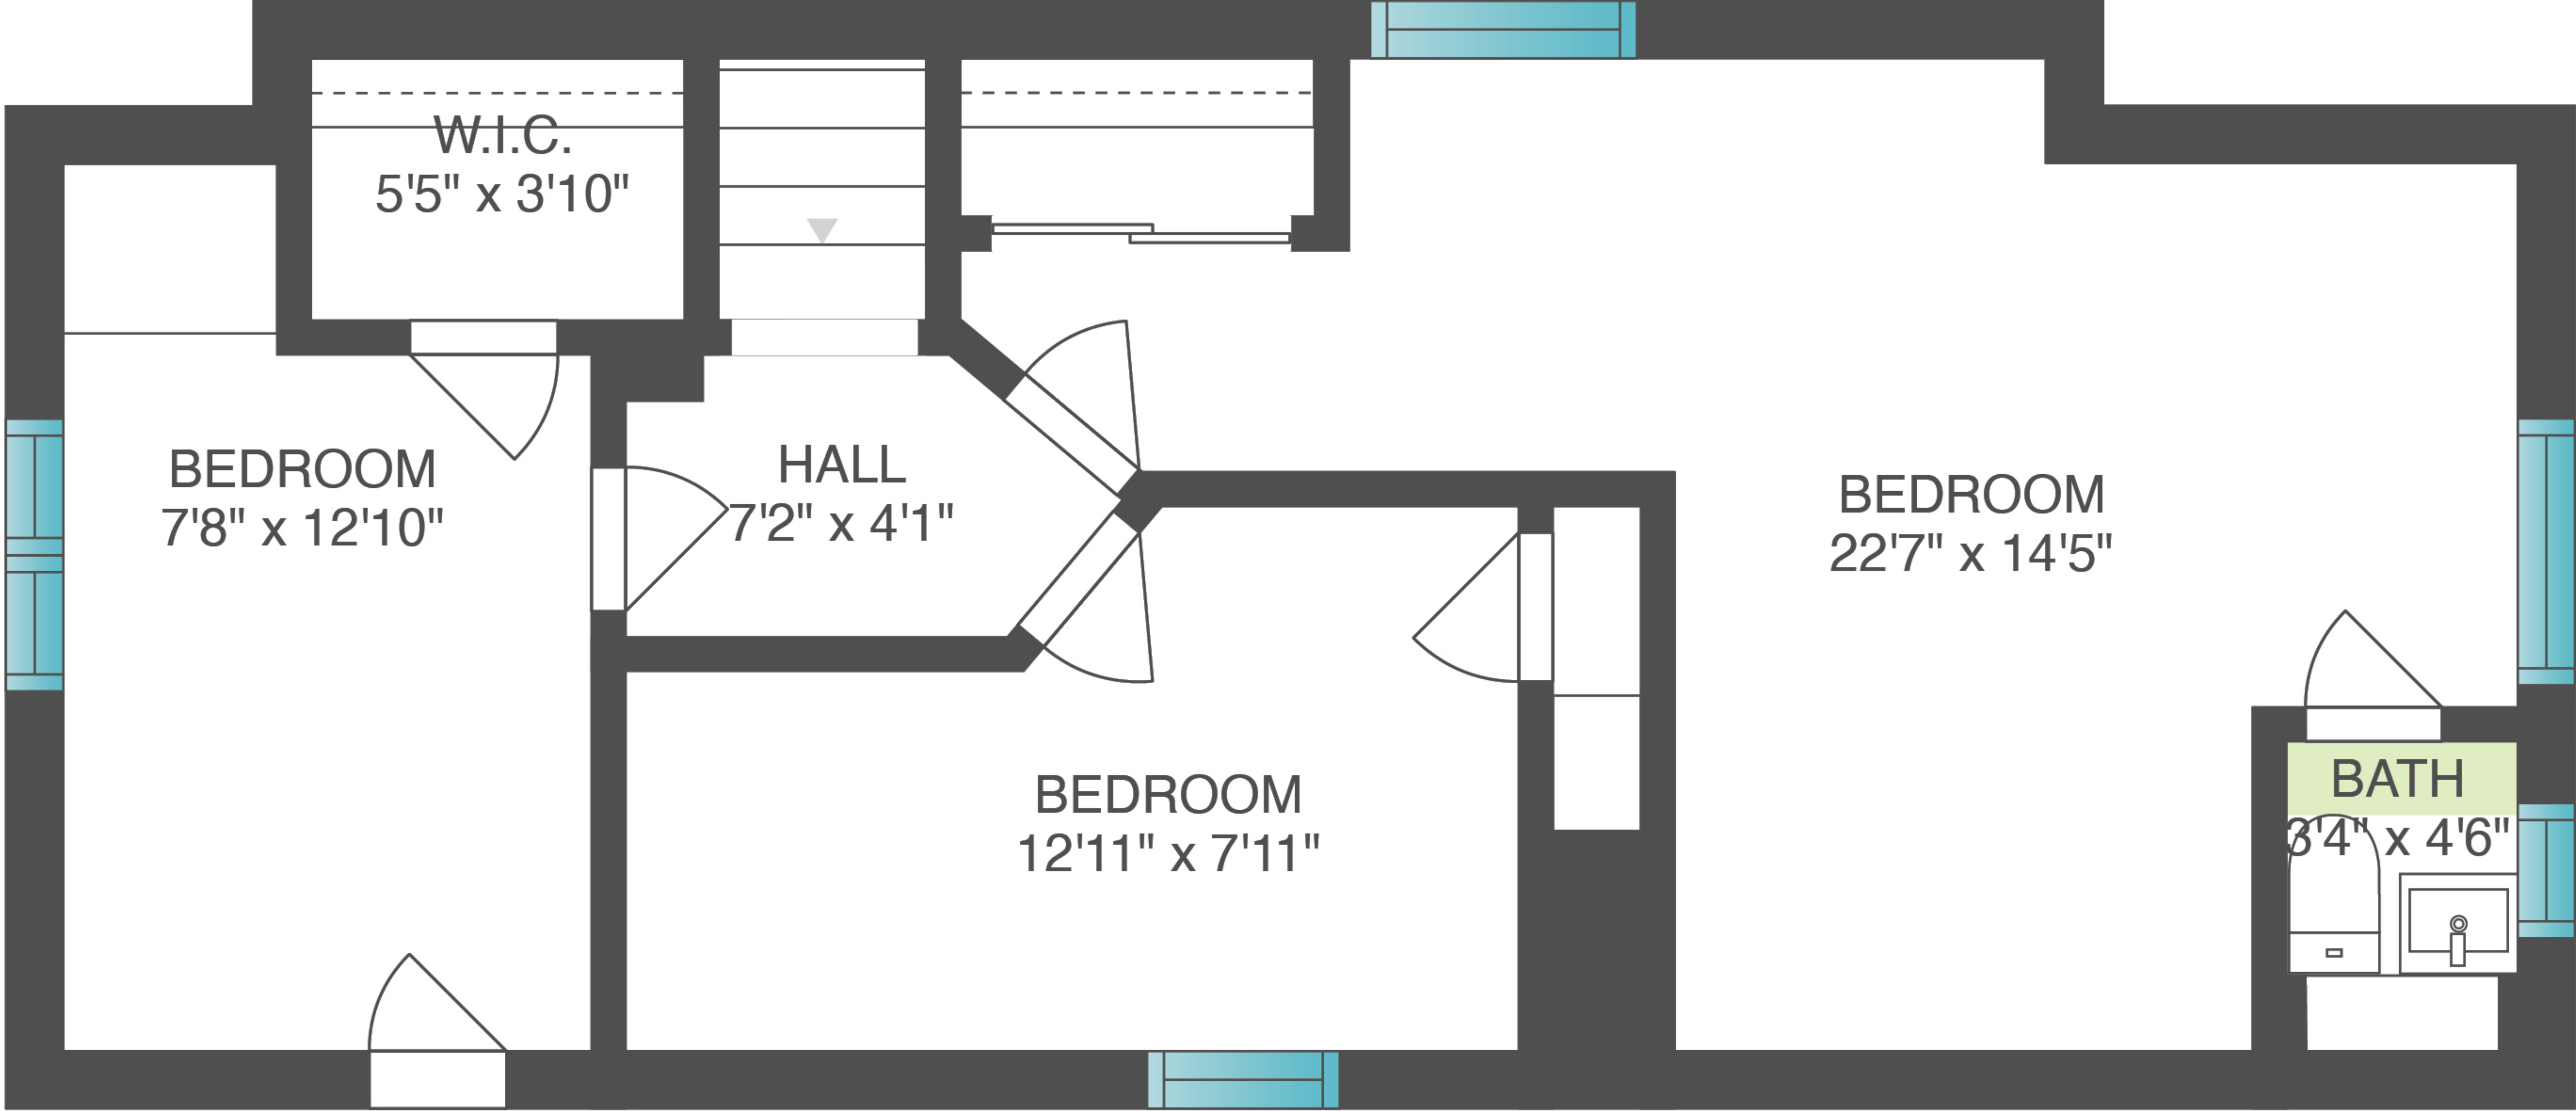 W.I.C.
5'5" x 3'10"
BEDROOM
7'8" x 12'10"
HALL
7'2" x 4'1"
BEDROOM
22'7" x 14'5"
BEDROOM
12'11" x 7'11"
BATH
3'4" x 4'6"